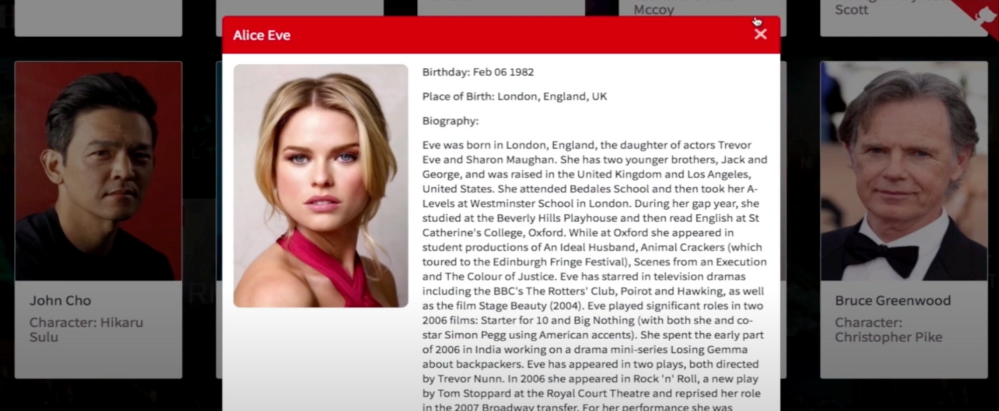 Mccoy
Scott
Alice Eve
Birthday: Feb 06 1982
Place of Birth: London, England, UK
Biography:
Eve was born in London, England, the daughter of actors Trevor
Eve and Sharon Maughan. She has two younger brothers, Jack and
George, and was raised in the United Kingdom and Los Angeles,
United States. She attended Bedales School and then took her A-
Levels at Westminster School in London. During her gap year, she
studied at the Beverly Hills Playhouse and then read English at St
Catherine's College, Oxford. While at Oxford she appeared in
student productions of An Ideal Husband, Animal Crackers (which
toured to the Edinburgh Fringe Festival), Scenes from an Execution
and The Colour of Justice. Eve has starred in television dramas
including the BBC's The Rotters' Club, Poirot and Hawking, as well
as the film Stage Beauty (2004). Eve played significant roles in two
2006 films: Starter for 10 and Big Nothing (with both she and co-
star Simon Pegg using American accents). She spent the early part
of 2006 in India working on a drama mini-series Losing Gemma
about backpackers. Eve has appeared in two plays, both directed
by Trevor Nunn. In 2006 she appeared in Rock 'n' Roll, a new play
by Tom Stoppard at the Royal Court Theatre and reprised her role
in the 2007 Broadway transfer. For her performance she was
John Cho
Character: Hikaru
Sulu
Bruce Greenwood
Character:
Christopher Pike